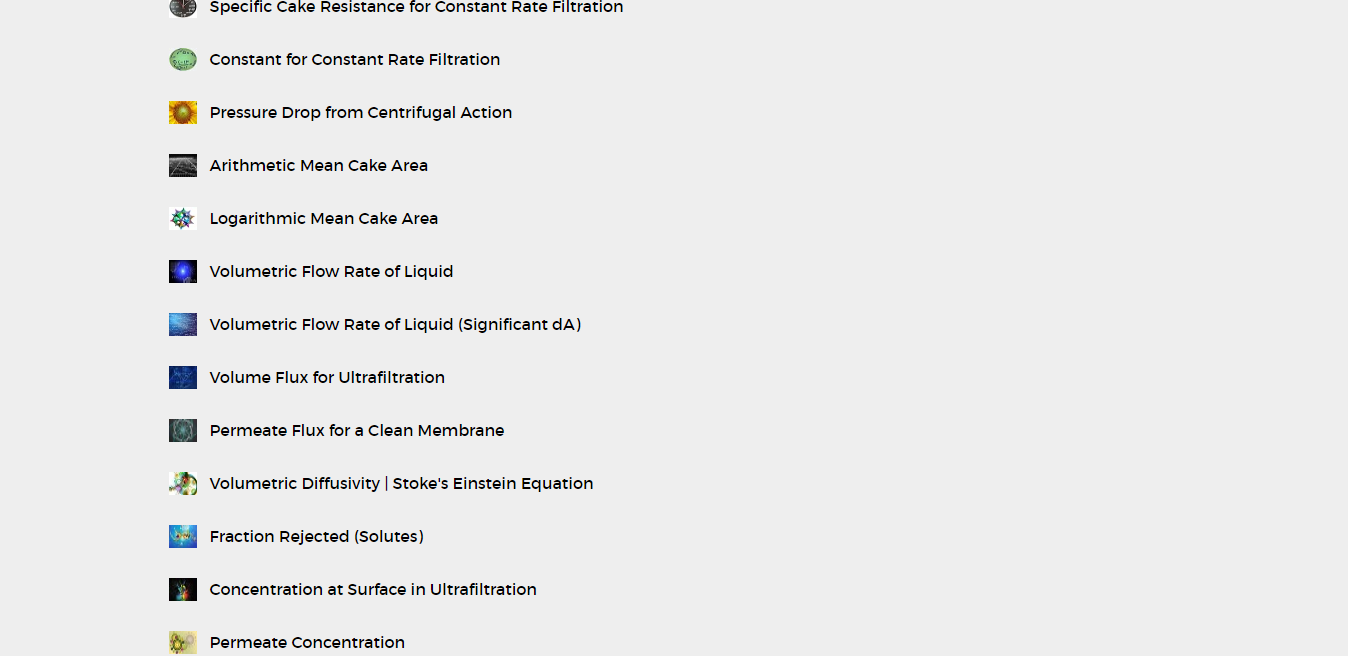 Specific Cake Resistance for Constant Rate Filtration
Constant for Constant Rate Filtration
Pressure Drop from Centrifugal Action
Arithmetic Mean Cake Area
Logarithmic Mean Cake Area
Volumetric Flow Rate of Liquid
Volumetric Flow Rate of Liquid (Significant dA)
Volume Flux for Ultrafiltration
Permeate Flux for a Clean Membrane
Volumetric Diffusivity | Stoke's Einstein Equation
Fraction Rejected (Solutes)
Concentration at Surface in Ultrafiltration
Permeate Concentration